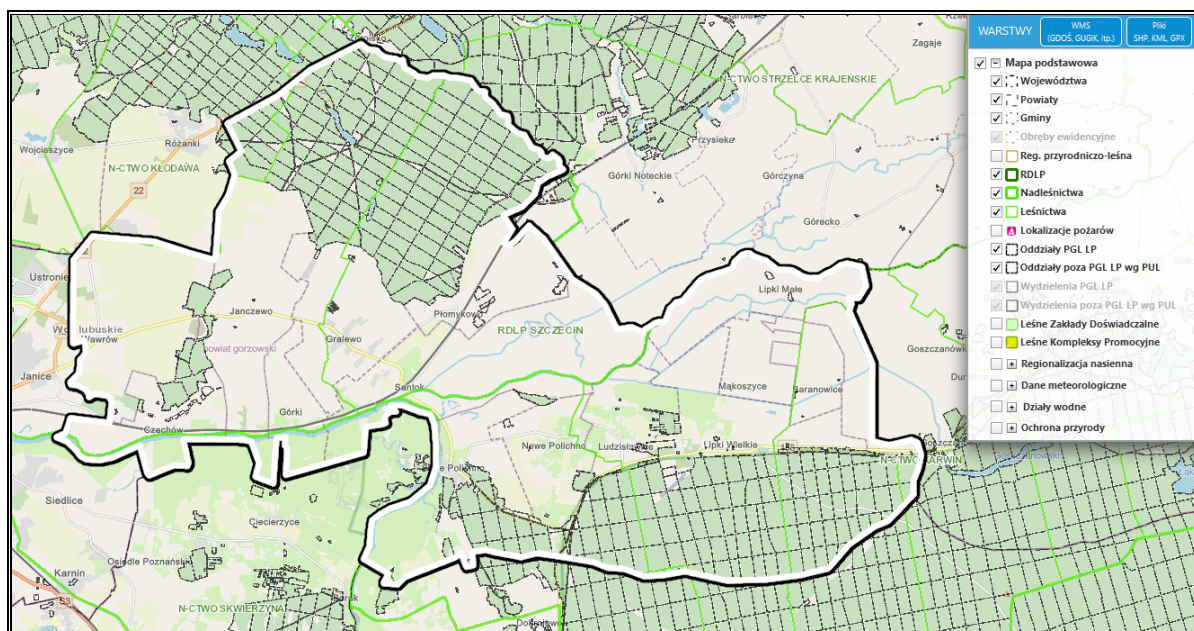 WARSTWY
WMS
(GDOŚ, GUGIK, itp.)
Pliki
SHP, KML, GPX
Mapa podstawowa
Województwa
Powiaty
Gminy
Obręby ewidencyjne
Reg. przyrodniczo-leśna
RDLP
Nadleśnictwa
Leśnictwa
Lokalizacje pożarów
Oddziały PGL LP
Oddziały poza PGL LP wg PUL
Wydzielenia PGL LP
Wydzielenia poza PGL LP wg PUL
Leśne Zakłady Doświadczalne
Leśne Kompleksy Promocyjne
Regionalizacja nasienna
Dane meteorologiczne
Działy wodne
Ochrona przyrody
Zagaje
N-CTWO STRZELCE KRAJEŃSKIE
Przysieka
Różanki
Wojcieszyce
N-CTWO KŁODAWA
22
Górki Noteckie
Górczyna
Górecko
Ustronie
Lipki Małe
Janczewo
Płomykowo
RDLP SZCZECIN
Wawrów
Gralewo
powiat gorzowski
Goszczanówko
Janice
Santok
Mąkoszyce
Baranowice
Górki
Czechów
Nowe Polichno
Ludzisławice
Lipki Wielkie
Siedlice
Ciecierzyce
Osiedle Poznańskie
Karnin
S3
N-CTWO SKWIERZYNA